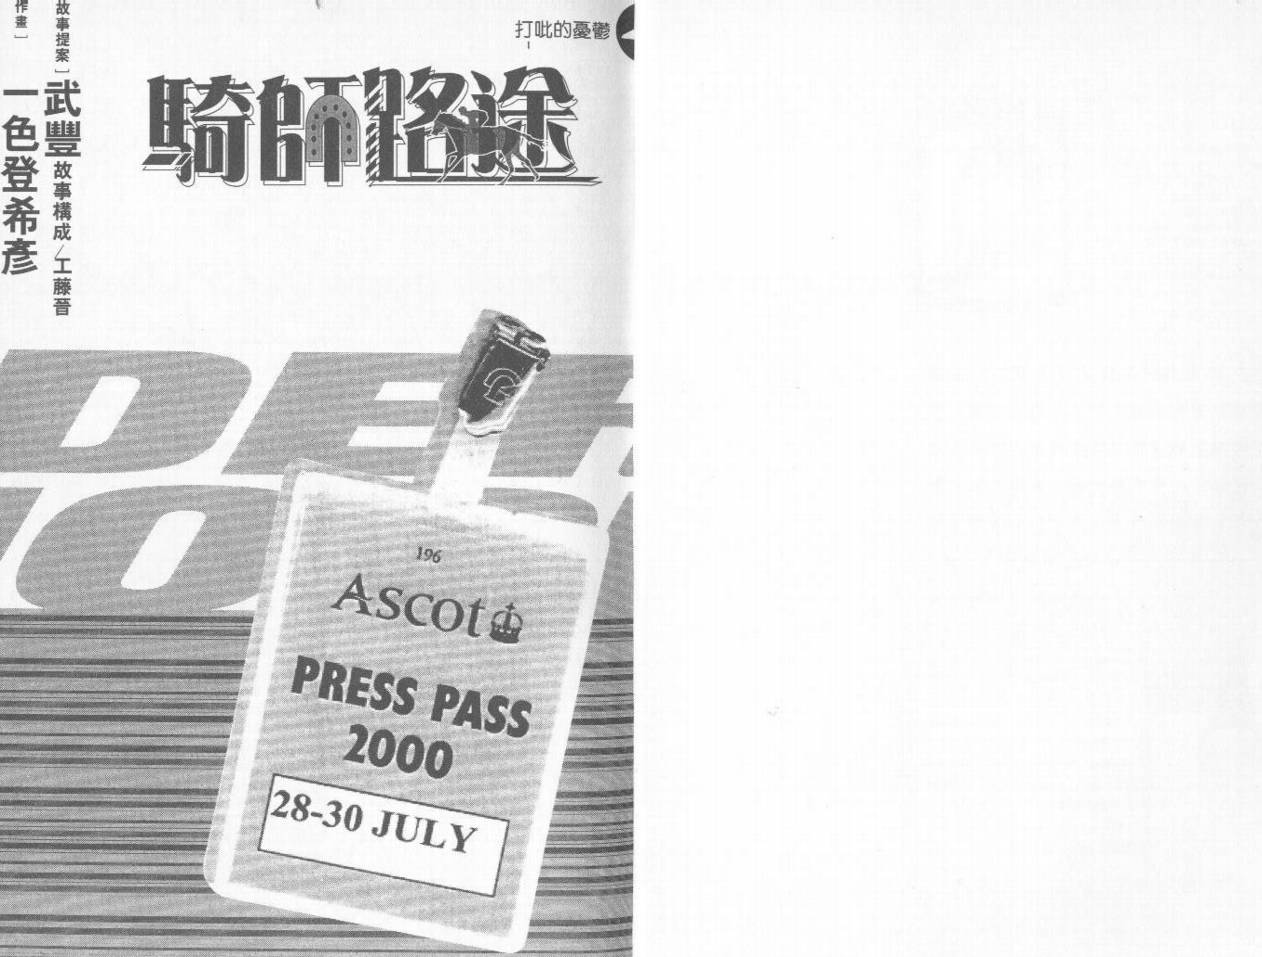 打吡的憂鬱
騎師路途
故事提案］武豐 故事構成／工藤晉
作畫］一色登希彥
196
ASCOt
PRESS PASS
2000
28-30 JULY